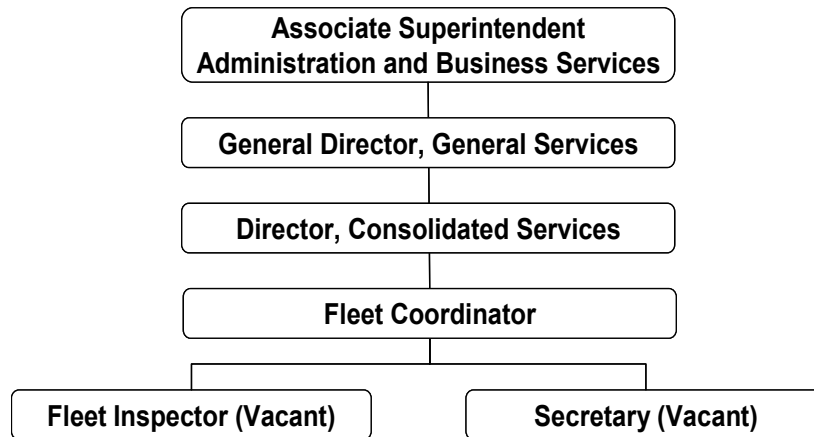 Associate Superintendent
Administration and Business Services
General Director, General Services
Director, Consolidated Services
Fleet Coordinator
Fleet Inspector (Vacant)
Secretary (Vacant)